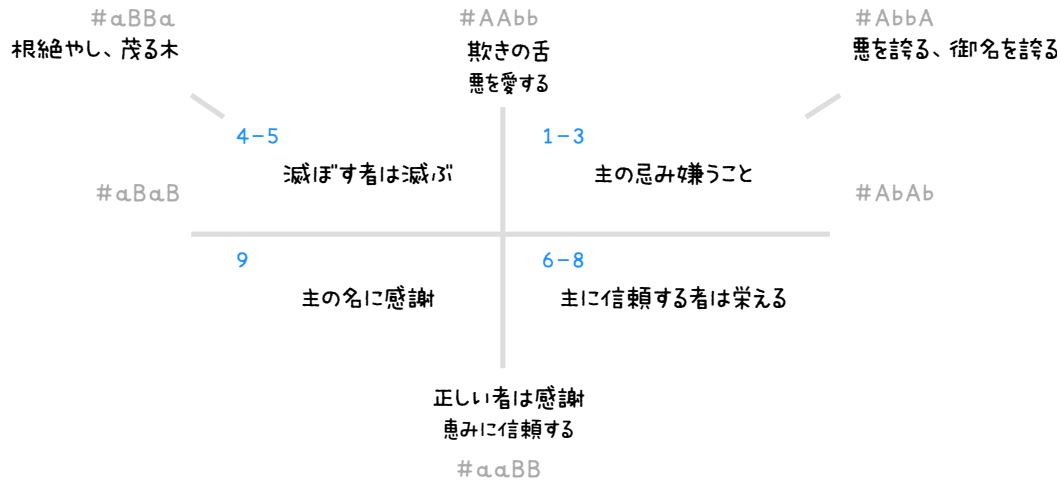 #aBBa
根絶やし、茂る木
#AAbb
欺きの舌
悪を愛する
#AbbA
悪を誇る、御名を誇る
4-5
滅ぼす者は滅ぶ
1-3
主の忌み嫌うこと
#aBaB
#AbAb
9
主の名に感謝
6-8
主に信頼する者は栄える
正しい者は感謝
恵みに信頼する
#aaBB